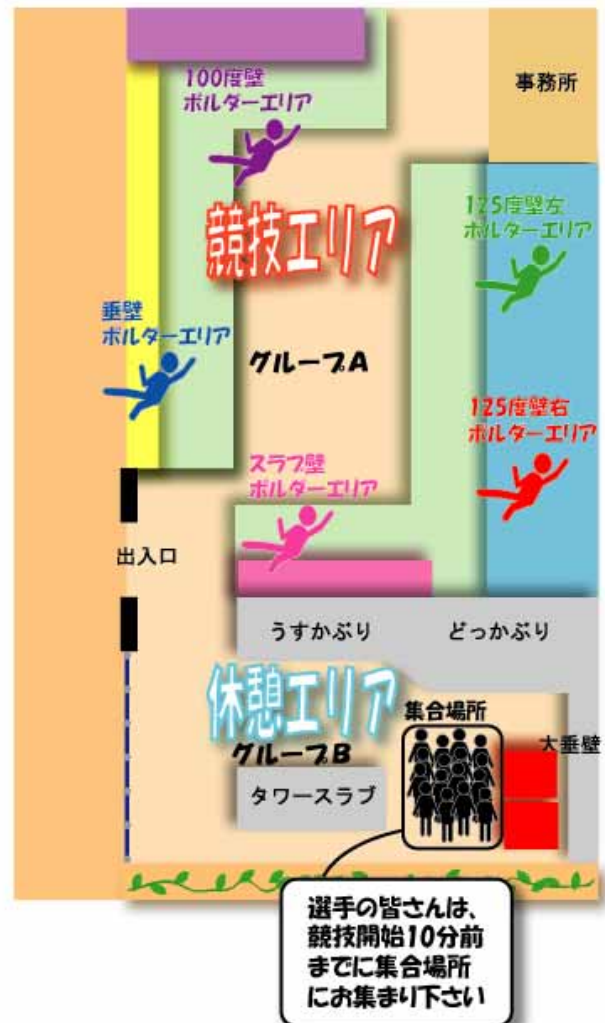 100度壁
ボルダーエリア
事務所
競技エリア
125度壁左
ボルダーエリア
垂壁
ボルダーエリア
グループA
125度壁右
ボルダーエリア
スラブ壁
ボルダーエリア
出入口
うすかぶり
どっかぶり
休憩エリア
集合場所
グループB
大垂壁
タワースラブ
選手の皆さんは、
競技開始10分前
までに集合場所
にお集まり下さい